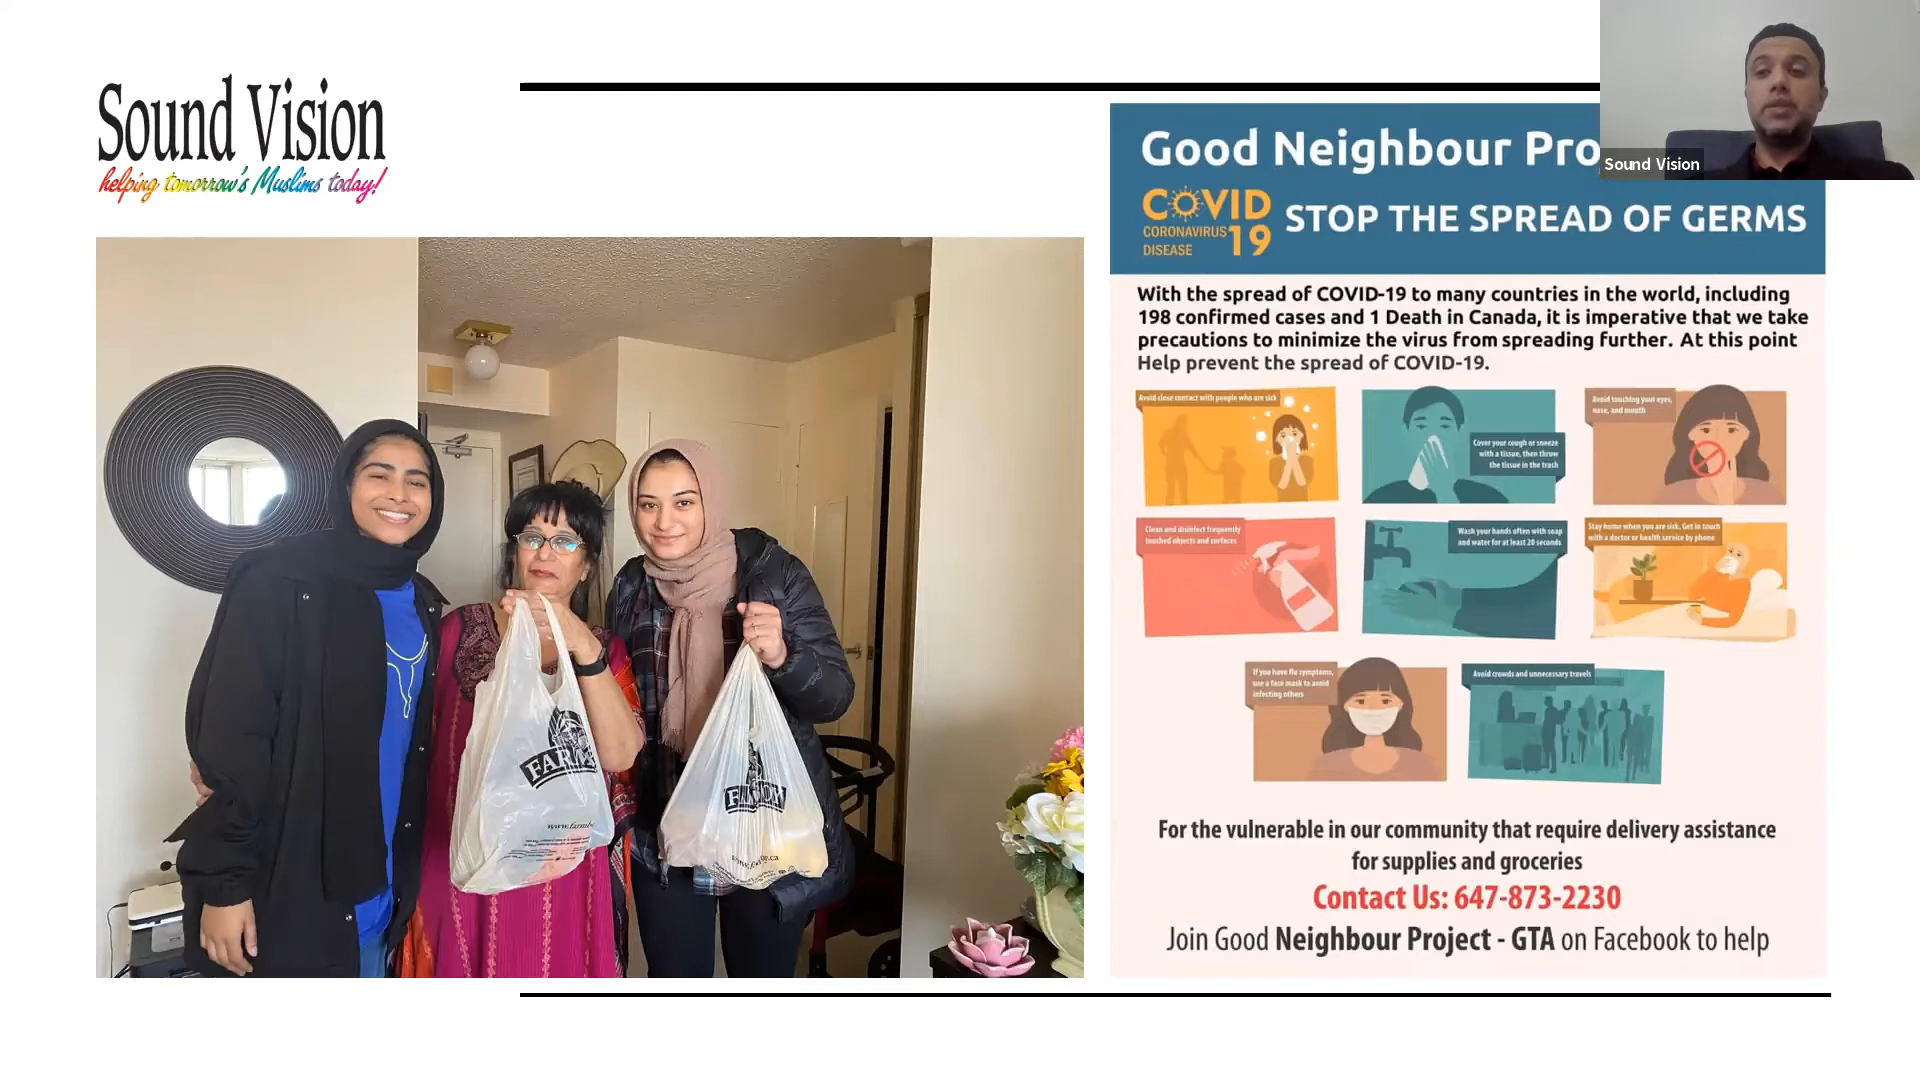 Sound Vision
helping tomorrow's Muslims today!
Sound Vision
Good Neighbour Pro
COVID
CORONAVIRUS 19
DISEASE
STOP THE SPREAD OF GERMS
With the spread of COVID-19 to many countries in the world, including
198 confirmed cases and 1 Death in Canada, it is imperative that we take
precautions to minimize the virus from spreading further. At this point
Help prevent the spread of COVID-19.
Avoid close contact with people who are sick
Cover your cough or sneeze
with a tissue, then throw
the tissue in the trash
Avoid touching your eyes,
nose, and mouth
Clean and disinfect frequently
touched objects and surfaces
Wash your hands often with soap
and water for at least 20 seconds
Stay home when you are sick. Get in touch
with a doctor or health service by phone
If you have flu symptoms,
use a face mask to avoid
infecting others
Avoid crowds and unnecessary travels
For the vulnerable in our community that require delivery assistance
for supplies and groceries
Contact Us: 647-873-2230
Join Good Neighbour Project - GTA on Facebook to help